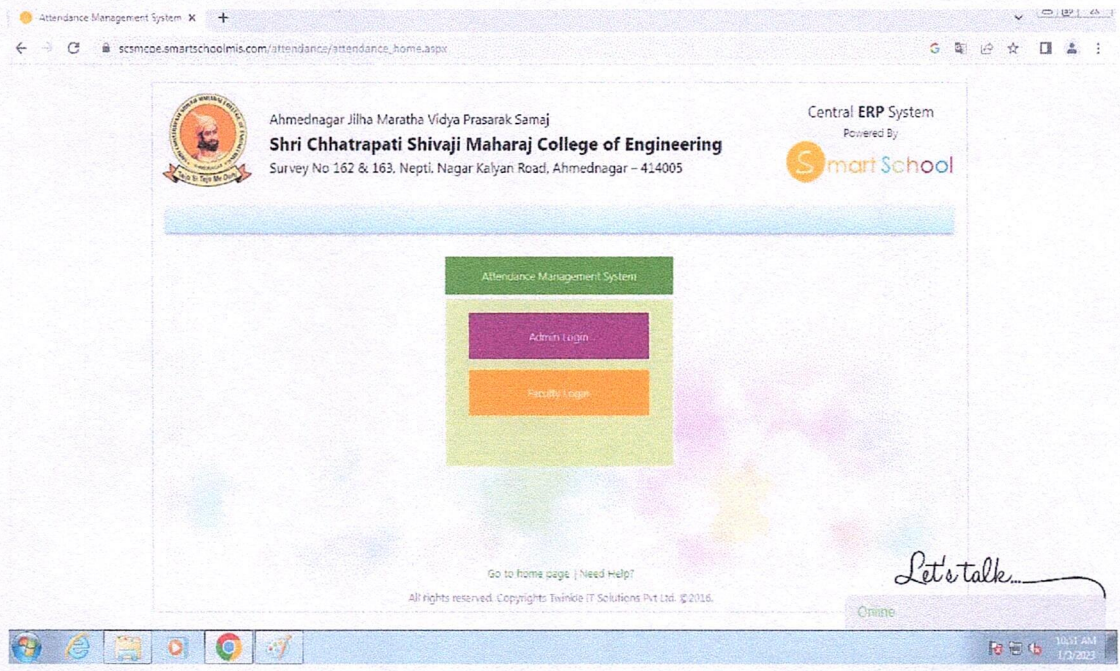 Attendance Management System
scsmcoe.smartschoolmis.com/attendance/attendance_home.aspx
Ahmednagar Jilha Maratha Vidya Prasarak Samaj
Shri Chhatrapati Shivaji Maharaj College of Engineering
Survey No 162 & 163, Nepti, Nagar Kalyan Road, Ahmednagar – 414005
Central ERP System
Powered By
Smart School
Attendance Management System
Admin Login
Faculty Login
Go to home page | Need Help?
All rights reserved. Copyrights Twinkle IT Solutions Pvt Ltd. ©2016.
Let's talk...
Online
10:51 AM
1/3/2023